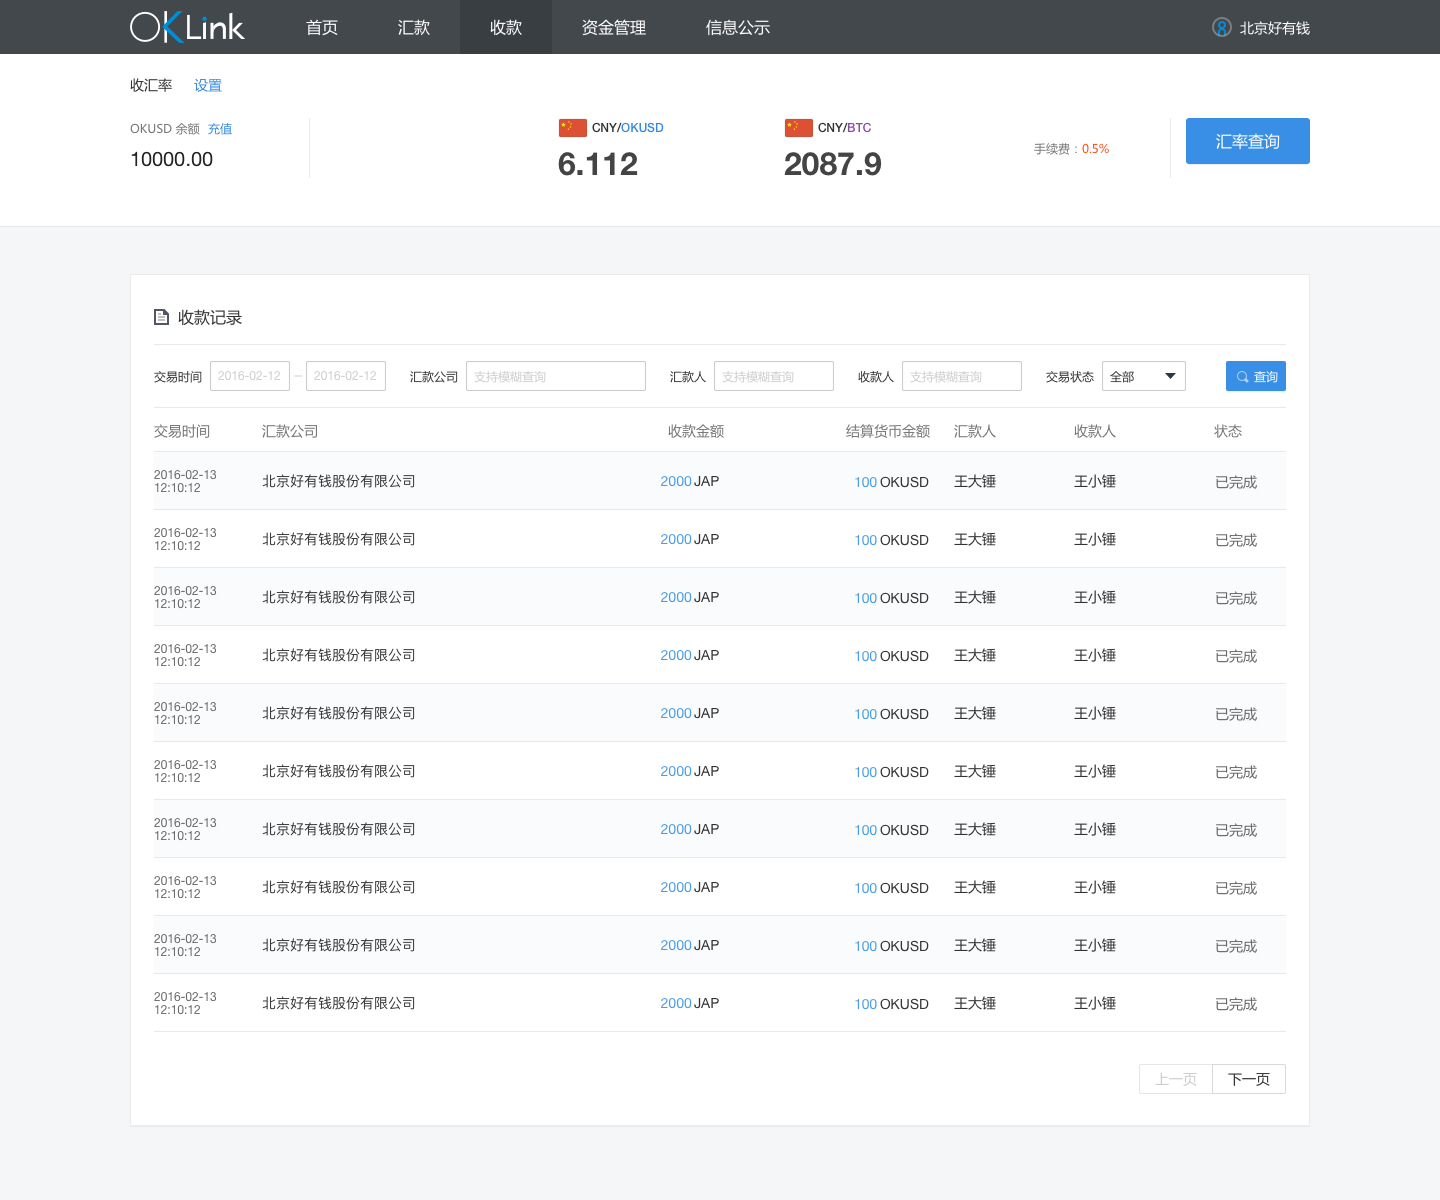 OKLink 首页 汇款 收款 资金管理 信息公示 北京好有钱
收汇率 设置
OKUSD 余额 充值
10000.00
CNY/OKUSD
6.112
CNY/BTC
2087.9
手续费：0.5%
汇率查询
收款记录
交易时间 2016-02-12 – 2016-02-12 汇款公司 支持模糊查询 汇款人 支持模糊查询 收款人 支持模糊查询 交易状态 全部 查询
交易时间 汇款公司 收款金额 结算货币金额 汇款人 收款人 状态
2016-02-13
12:10:12
北京好有钱股份有限公司 2000 JAP 100 OKUSD 王大锤 王小锤 已完成
2016-02-13
12:10:12
北京好有钱股份有限公司 2000 JAP 100 OKUSD 王大锤 王小锤 已完成
2016-02-13
12:10:12
北京好有钱股份有限公司 2000 JAP 100 OKUSD 王大锤 王小锤 已完成
2016-02-13
12:10:12
北京好有钱股份有限公司 2000 JAP 100 OKUSD 王大锤 王小锤 已完成
2016-02-13
12:10:12
北京好有钱股份有限公司 2000 JAP 100 OKUSD 王大锤 王小锤 已完成
2016-02-13
12:10:12
北京好有钱股份有限公司 2000 JAP 100 OKUSD 王大锤 王小锤 已完成
2016-02-13
12:10:12
北京好有钱股份有限公司 2000 JAP 100 OKUSD 王大锤 王小锤 已完成
2016-02-13
12:10:12
北京好有钱股份有限公司 2000 JAP 100 OKUSD 王大锤 王小锤 已完成
2016-02-13
12:10:12
北京好有钱股份有限公司 2000 JAP 100 OKUSD 王大锤 王小锤 已完成
2016-02-13
12:10:12
北京好有钱股份有限公司 2000 JAP 100 OKUSD 王大锤 王小锤 已完成
上一页 下一页